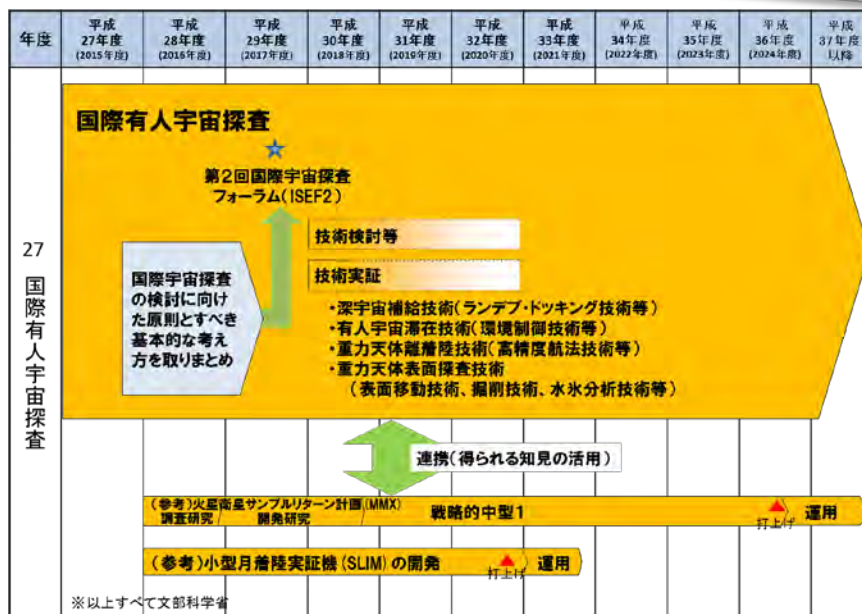 年度
平成
27年度
(2015年度)
平成
28年度
(2016年度)
平成
29年度
(2017年度)
平成
30年度
(2018年度)
平成
31年度
(2019年度)
平成
32年度
(2020年度)
平成
33年度
(2021年度)
平成
34年度
(2022年度)
平成
35年度
(2023年度)
平成
36年度
(2024年度)
平成
37年度
以降
27
国際有人宇宙探査
国際有人宇宙探査
第2回国際宇宙探査
フォーラム(ISEF2)
国際宇宙探査
の検討に向け
た原則とすべき
基本的な考え
方を取りまとめ
技術検討等
技術実証
・深宇宙補給技術(ランデブ・ドッキング技術等)
・有人宇宙滞在技術(環境制御技術等)
・重力天体離着陸技術(高精度航法技術等)
・重力天体表面探査技術
(表面移動技術、掘削技術、水氷分析技術等)
連携(得られる知見の活用)
(参考)火星衛星サンプルリターン計画(MMX)
調査研究
開発研究
戦略的中型1
打上げ
運用
(参考)小型月着陸実証機(SLIM)の開発
打上げ
運用
※以上すべて文部科学省